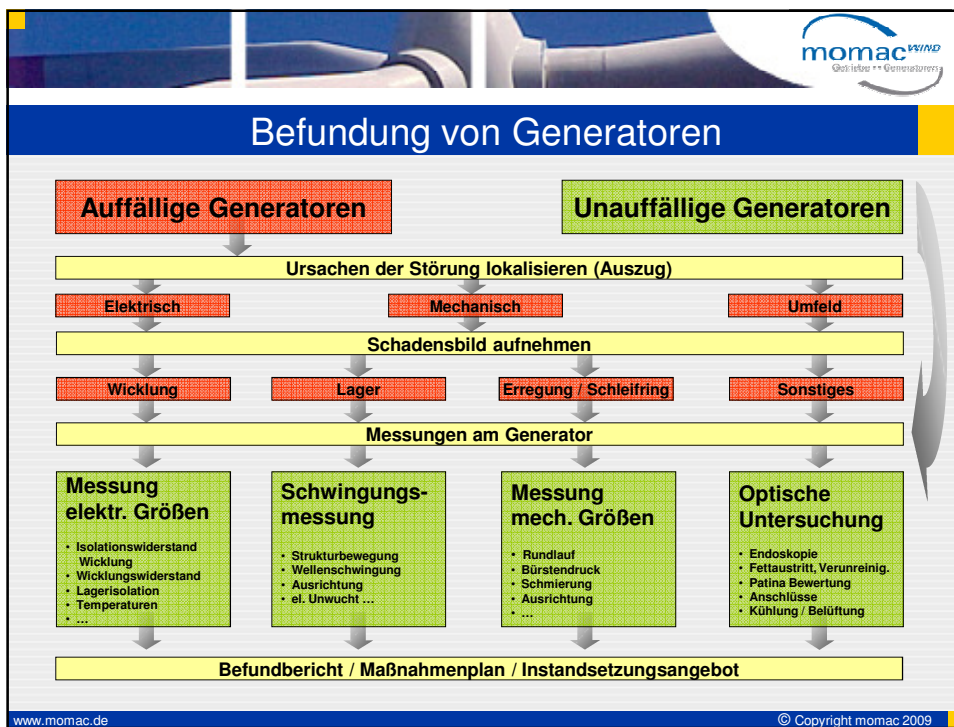 momac WIND
Getriebe •• Generatoren
Befundung von Generatoren
Auffällige Generatoren
Unauffällige Generatoren
Ursachen der Störung lokalisieren (Auszug)
Elektrisch
Mechanisch
Umfeld
Schadensbild aufnehmen
Wicklung
Lager
Erregung / Schleifring
Sonstiges
Messungen am Generator
Messung
elektr. Größen
• Isolationswiderstand
Wicklung
• Wicklungswiderstand
• Lagerisolation
• Temperaturen
• ...
Schwingungs-
messung
• Strukturbewegung
• Wellenschwingung
• Ausrichtung
• el. Unwucht ...
Messung
mech. Größen
• Rundlauf
• Bürstendruck
• Schmierung
• Ausrichtung
• ...
Optische
Untersuchung
• Endoskopie
• Fettaustritt, Verunreinig.
• Patina Bewertung
• Anschlüsse
• Kühlung / Belüftung
Befundbericht / Maßnahmenplan / Instandsetzungsangebot
www.momac.de
© Copyright momac 2009